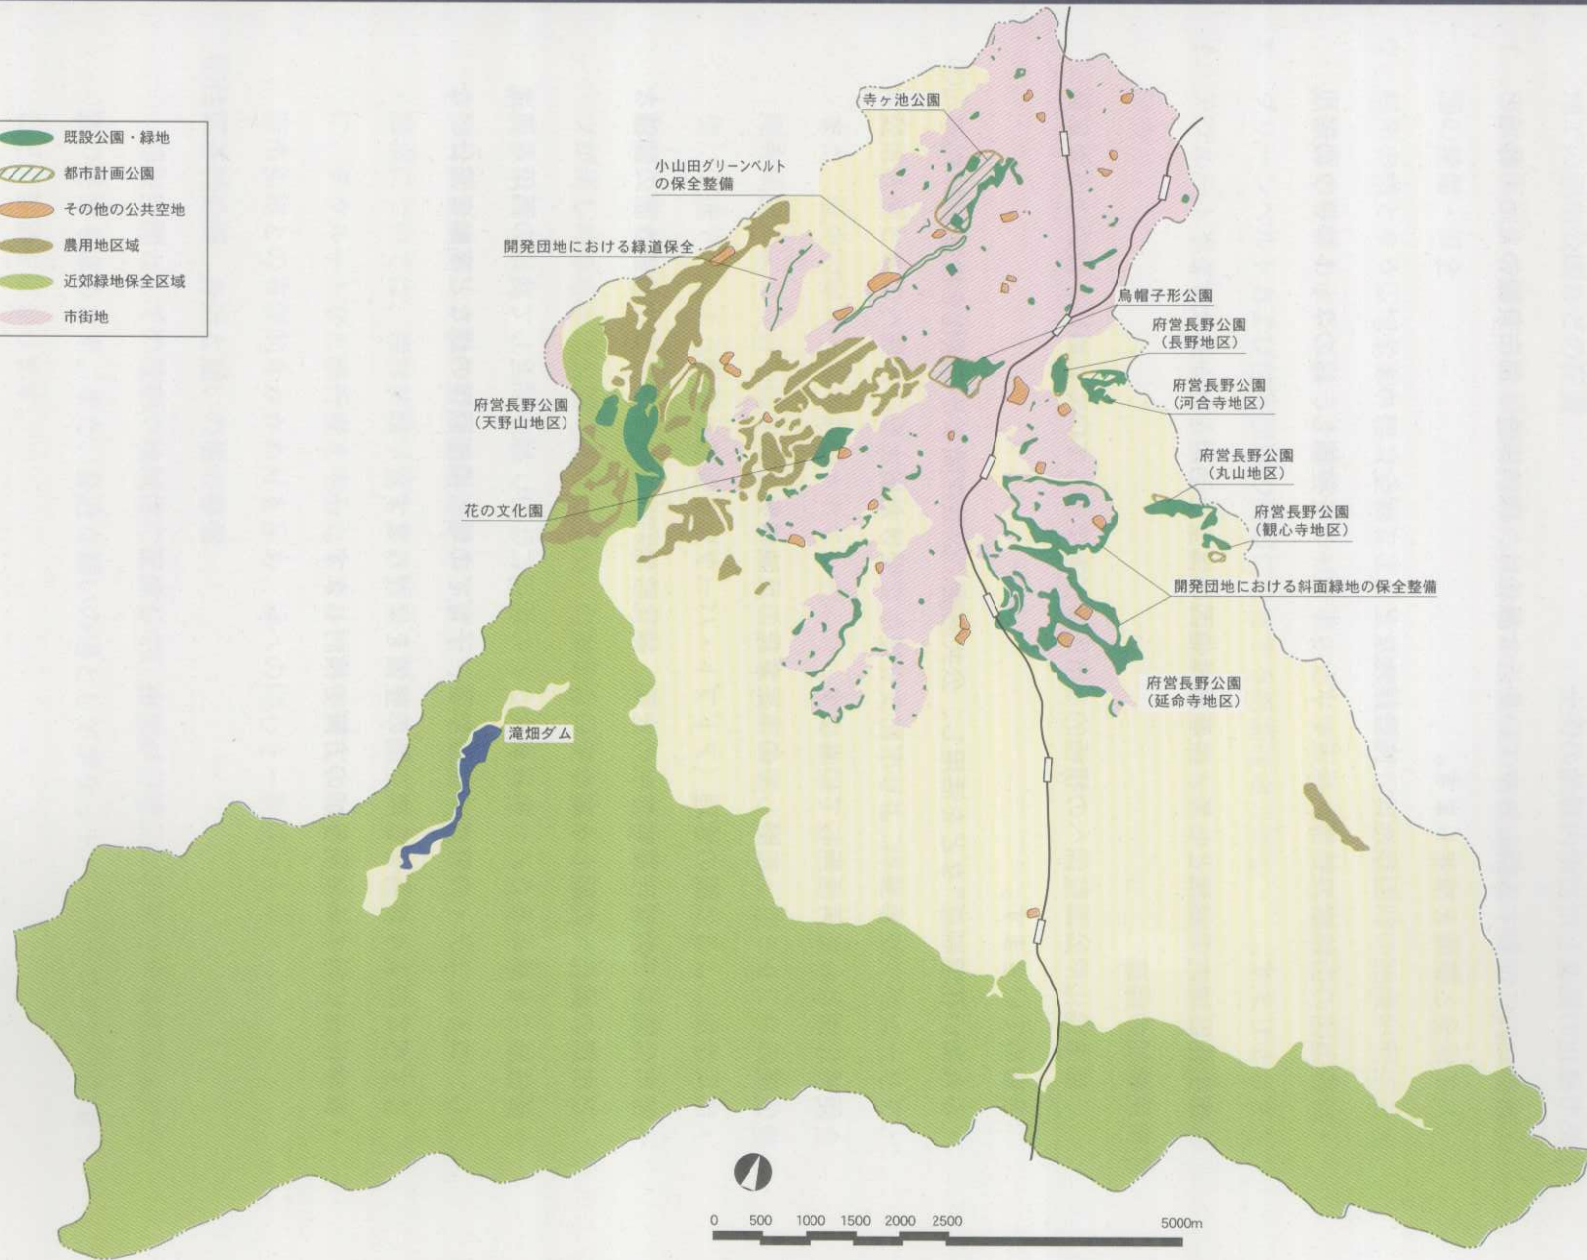 既設公園・緑地
都市計画公園
その他の公共空地
農用地区域
近郊緑地保全区域
市街地
寺ヶ池公園
小山田グリーンベルト
の保全整備
開発団地における緑道保全
烏帽子形公園
府営長野公園
(長野地区)
府営長野公園
(河合寺地区)
府営長野公園
(天野山地区)
府営長野公園
(丸山地区)
花の文化園
府営長野公園
(観心寺地区)
開発団地における斜面緑地の保全整備
府営長野公園
(延命寺地区)
滝畑ダム
0 500 1000 1500 2000 2500 5000m